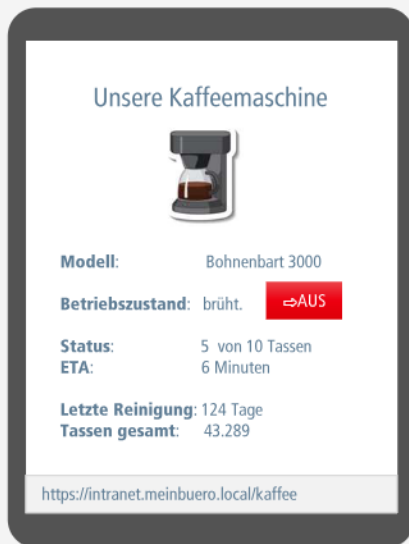 Unsere Kaffeemaschine
Modell: Bohnenbart 3000
Betriebszustand: brüht. ⇨AUS
Status: 5 von 10 Tassen
ETA: 6 Minuten
Letzte Reinigung: 124 Tage
Tassen gesamt: 43.289
https://intranet.meinbuero.local/kaffee